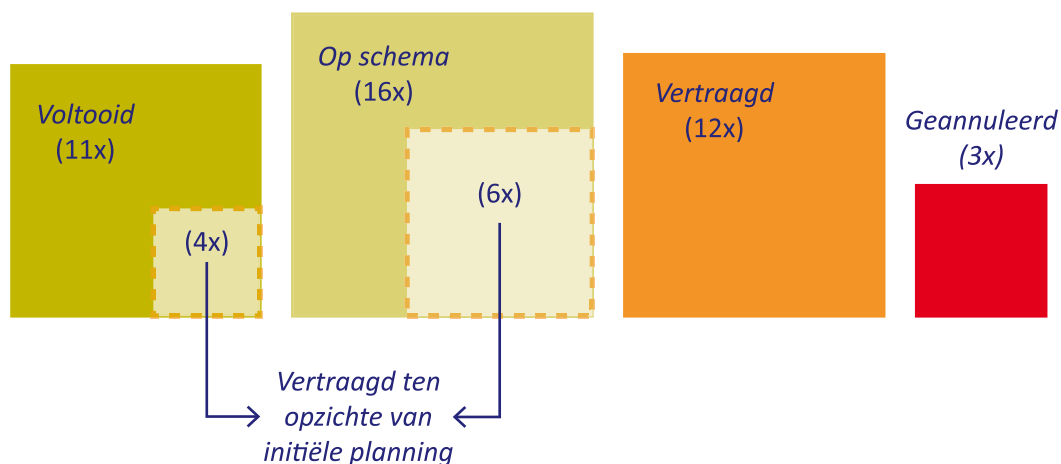 Voltooid
(11x)
(4x)
Op schema
(16x)
(6x)
Vertraagd
(12x)
Geannuleerd
(3x)
Vertraagd ten
opzichte van
initiële planning